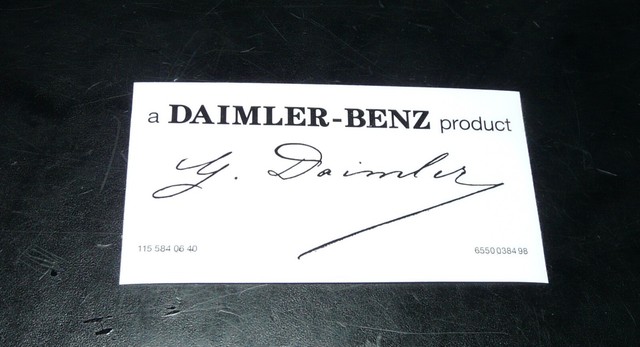 a DAIMLER-BENZ product
G. Daimler
115 584 06 40
6550038498